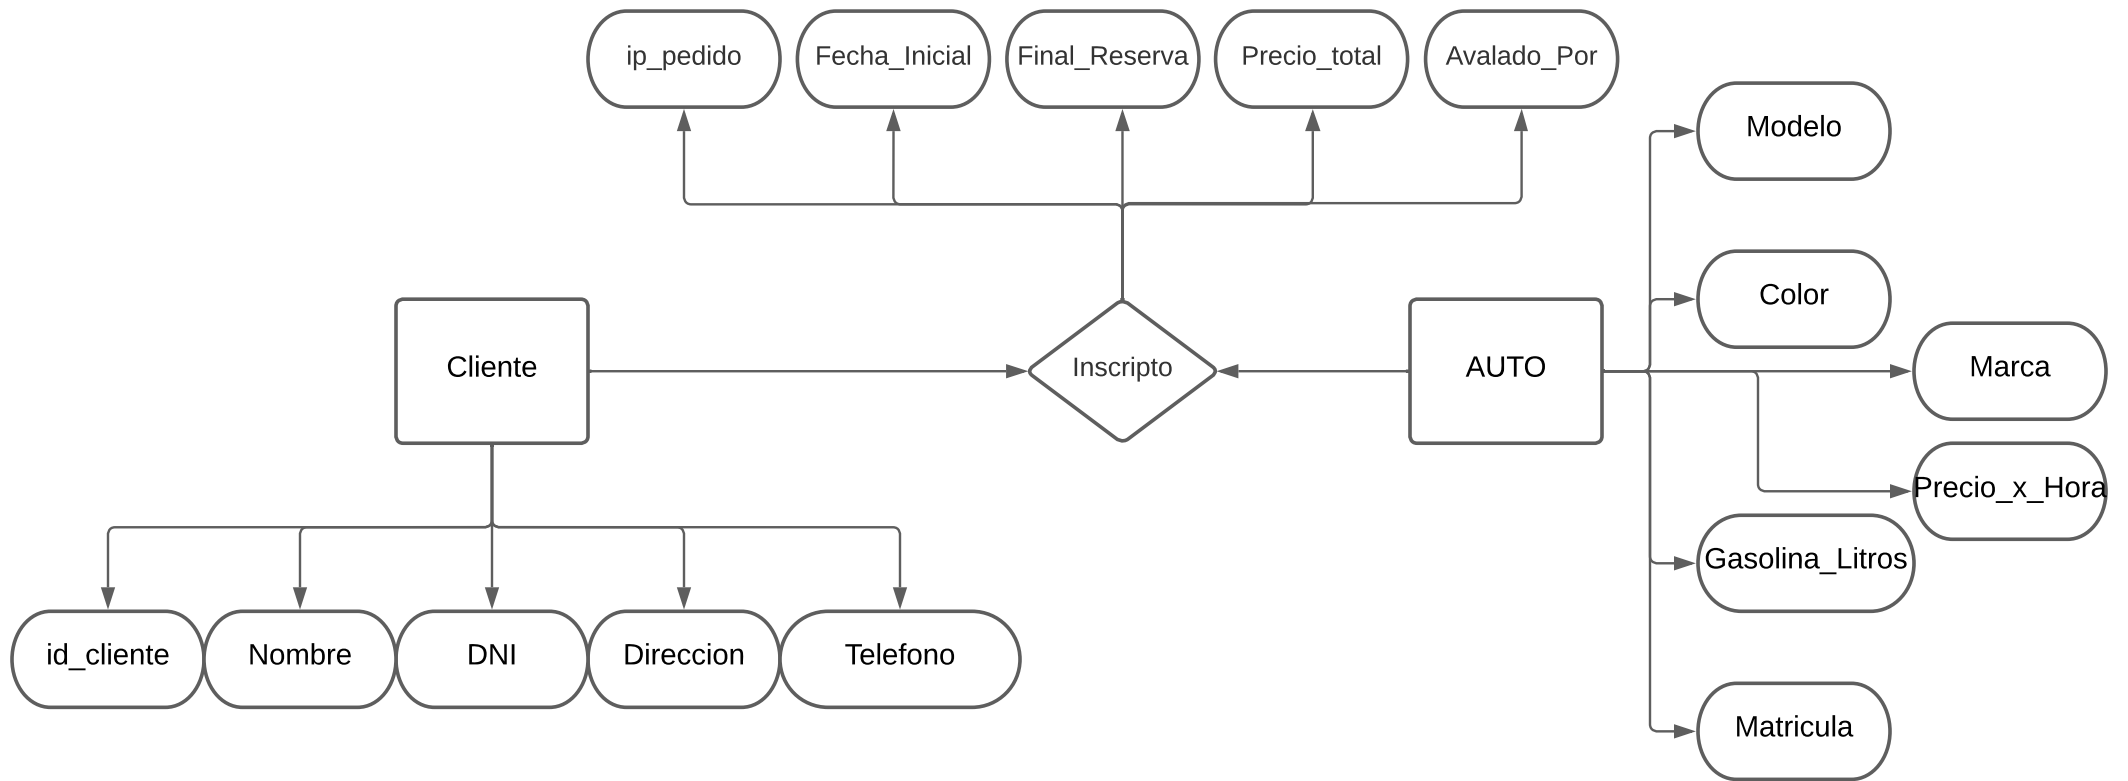 ip_pedido
Fecha_Inicial
Final_Reserva
Precio_total
Avalado_Por
Modelo
Color
Cliente
Inscripto
AUTO
Marca
Precio_x_Hora
Gasolina_Litros
id_cliente
Nombre
DNI
Direccion
Telefono
Matricula